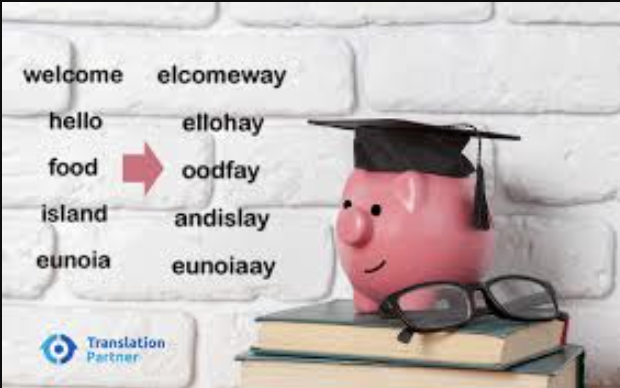 welcome elcomeway
hello ellohay
food oodfay
island andislay
eunoia eunoiaay
Translation
Partner